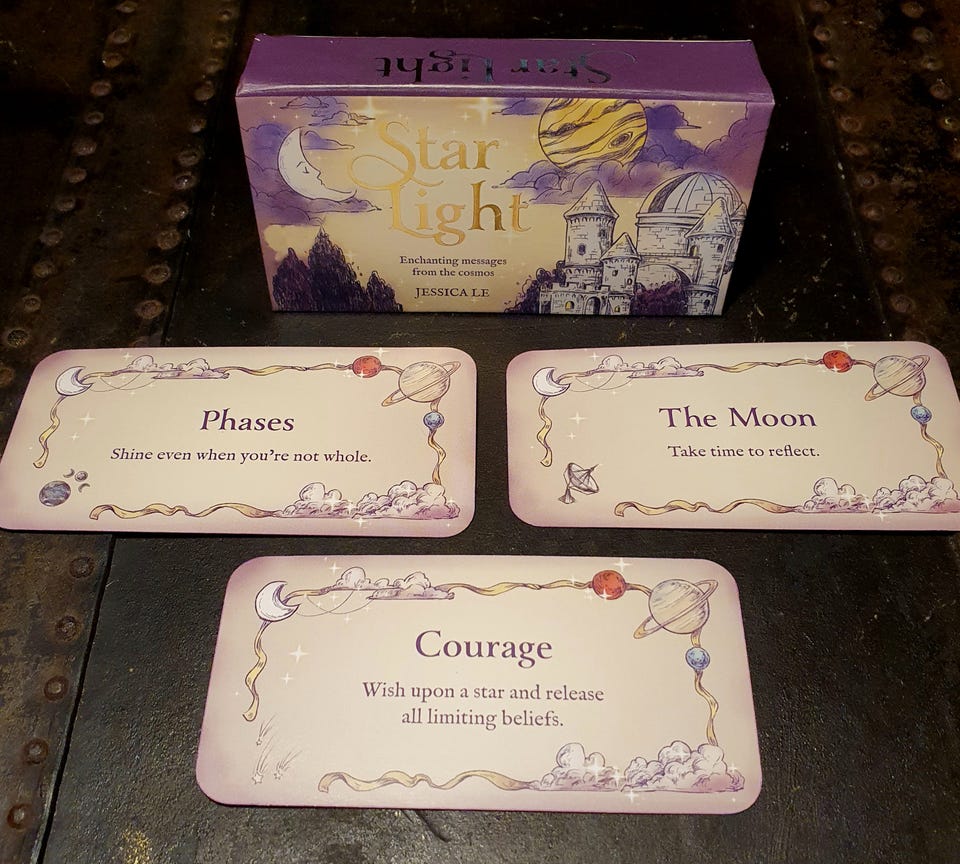 Star Light
Star
Light
Enchanting messages
from the cosmos
JESSICA LE
Phases
Shine even when you're not whole.
The Moon
Take time to reflect.
Courage
Wish upon a star and release
all limiting beliefs.